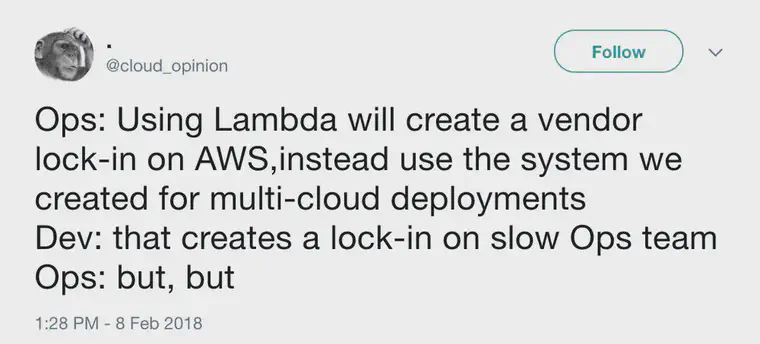 .
@cloud_opinion
Follow
Ops: Using Lambda will create a vendor
lock-in on AWS,instead use the system we
created for multi-cloud deployments
Dev: that creates a lock-in on slow Ops team
Ops: but, but
1:28 PM - 8 Feb 2018